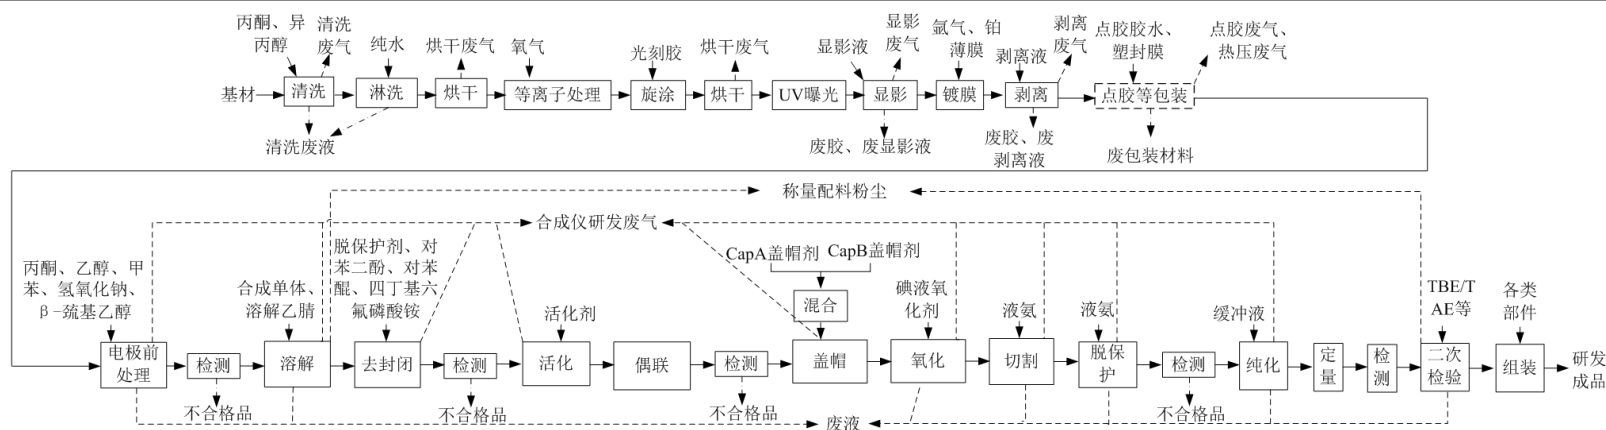 丙酮、异
丙醇
清洗
废气
纯水
烘干废气
氧气
光刻胶
烘干废气
显影液
显影
废气
氩气、铂
薄膜
剥离液
剥离
废气
点胶胶水、
塑封膜
点胶废气、
热压废气
基材
清洗
淋洗
烘干
等离子处理
旋涂
烘干
UV曝光
显影
镀膜
剥离
点胶等包装
清洗废液
废胶、废显影液
废胶、废
剥离液
废包装材料
称量配料粉尘
合成仪研发废气
丙酮、乙醇、甲
苯、氢氧化钠、
β-巯基乙醇
合成单体、
溶解乙腈
脱保护剂、对
苯二酚、对苯
醌、四丁基六
氟磷酸铵
活化剂
CapA盖帽剂
CapB盖帽剂
混合
碘液氧
化剂
液氨
液氨
缓冲液
TBE/T
AE等
各类
部件
电极前
处理
检测
溶解
去封闭
检测
活化
偶联
检测
盖帽
氧化
切割
脱保
护
检测
纯化
定
量
检
测
二次
检验
组装
研发
成品
不合格品
不合格品
不合格品
废液
不合格品